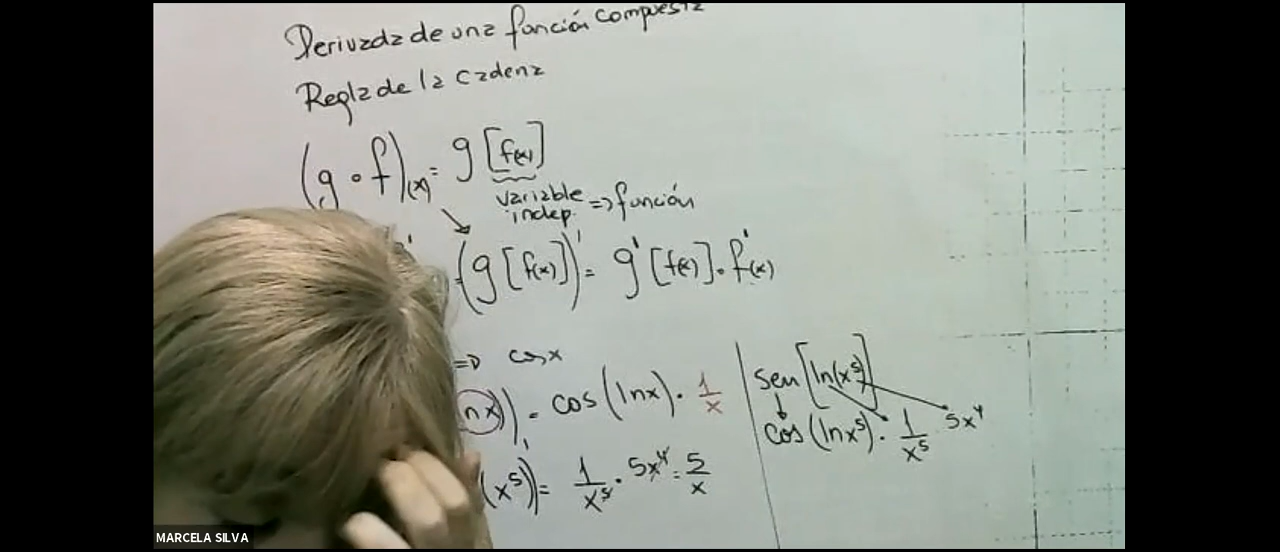 Derivada de una función compuesta
Regla de la cadena
(g ∘ f)(x) = g [f(x)]
variable indep. => función
(g [f(x)])' = g' [f(x)] . f'(x)
=> cos x
nx))' = cos (ln x) . 1/x
(x⁵))' = 1/x⁵ . 5x⁴ = 5/x
sen [ln(x⁵)]
cos (ln x⁵) . 1/x⁵ 5x⁴
MARCELA SILVA